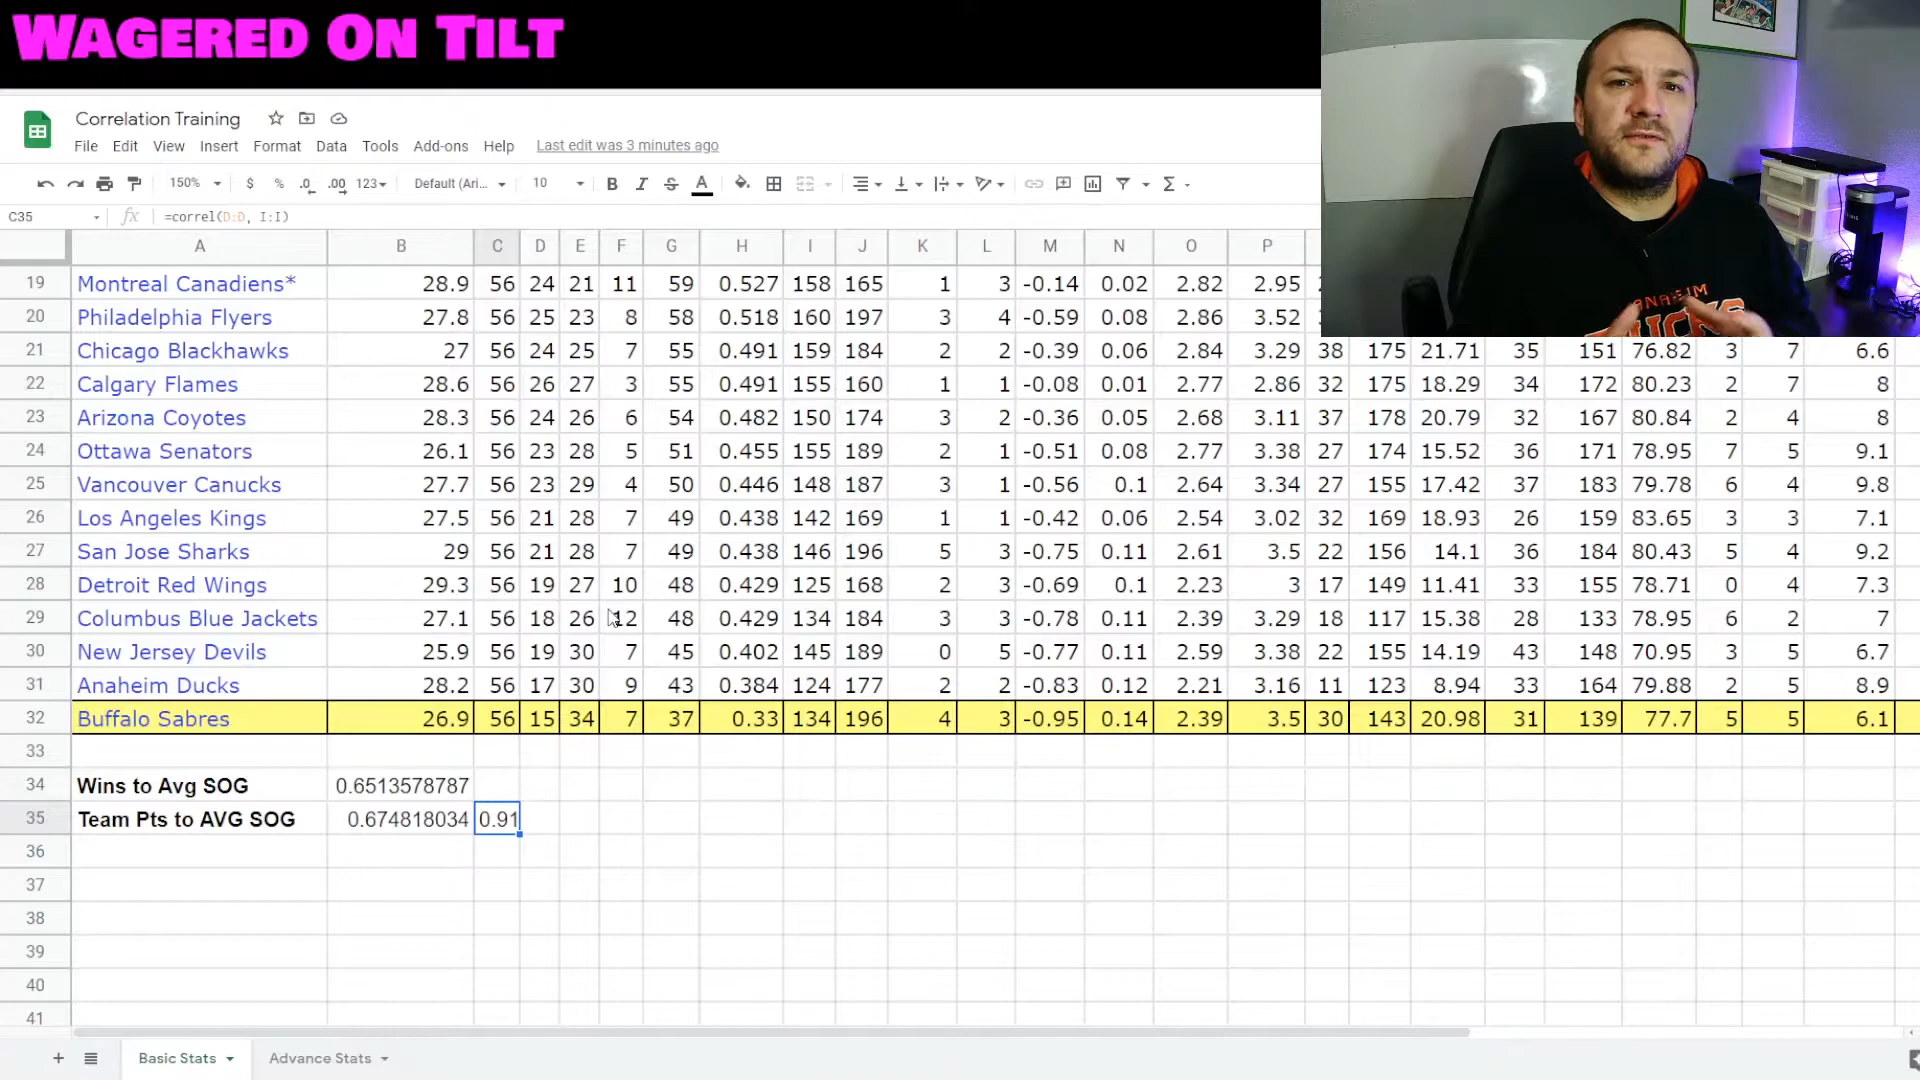 WAGERED ON TILT
Correlation Training
File Edit View Insert Format Data Tools Add-ons Help Last edit was 3 minutes ago
150% $ % .0 .00 123 Default (Ari... 10 B I S A Σ
C35 fx =correl(D:D, I:I)
A B C D E F G H I J K L M N O P
19 Montreal Canadiens* 28.9 56 24 21 11 59 0.527 158 165 1 3 -0.14 0.02 2.82 2.95
20 Philadelphia Flyers 27.8 56 25 23 8 58 0.518 160 197 3 4 -0.59 0.08 2.86 3.52
21 Chicago Blackhawks 27 56 24 25 7 55 0.491 159 184 2 2 -0.39 0.06 2.84 3.29 38 175 21.71 35 151 76.82 3 7 6.6
22 Calgary Flames 28.6 56 26 27 3 55 0.491 155 160 1 1 -0.08 0.01 2.77 2.86 32 175 18.29 34 172 80.23 2 7 8
23 Arizona Coyotes 28.3 56 24 26 6 54 0.482 150 174 3 2 -0.36 0.05 2.68 3.11 37 178 20.79 32 167 80.84 2 4 8
24 Ottawa Senators 26.1 56 23 28 5 51 0.455 155 189 2 1 -0.51 0.08 2.77 3.38 27 174 15.52 36 171 78.95 7 5 9.1
25 Vancouver Canucks 27.7 56 23 29 4 50 0.446 148 187 3 1 -0.56 0.1 2.64 3.34 27 155 17.42 37 183 79.78 6 4 9.8
26 Los Angeles Kings 27.5 56 21 28 7 49 0.438 142 169 1 1 -0.42 0.06 2.54 3.02 32 169 18.93 26 159 83.65 3 3 7.1
27 San Jose Sharks 29 56 21 28 7 49 0.438 146 196 5 3 -0.75 0.11 2.61 3.5 22 156 14.1 36 184 80.43 5 4 9.2
28 Detroit Red Wings 29.3 56 19 27 10 48 0.429 125 168 2 3 -0.69 0.1 2.23 3 17 149 11.41 33 155 78.71 0 4 7.3
29 Columbus Blue Jackets 27.1 56 18 26 12 48 0.429 134 184 3 3 -0.78 0.11 2.39 3.29 18 117 15.38 28 133 78.95 6 2 7
30 New Jersey Devils 25.9 56 19 30 7 45 0.402 145 189 0 5 -0.77 0.11 2.59 3.38 22 155 14.19 43 148 70.95 3 5 6.7
31 Anaheim Ducks 28.2 56 17 30 9 43 0.384 124 177 2 2 -0.83 0.12 2.21 3.16 11 123 8.94 33 164 79.88 2 5 8.9
32 Buffalo Sabres 26.9 56 15 34 7 37 0.33 134 196 4 3 -0.95 0.14 2.39 3.5 30 143 20.98 31 139 77.7 5 5 6.1
33
34 Wins to Avg SOG 0.6513578787
35 Team Pts to AVG SOG 0.674818034 0.91
36
37
38
39
40
41
Basic Stats Advance Stats
ANAHEIM
DUCKS